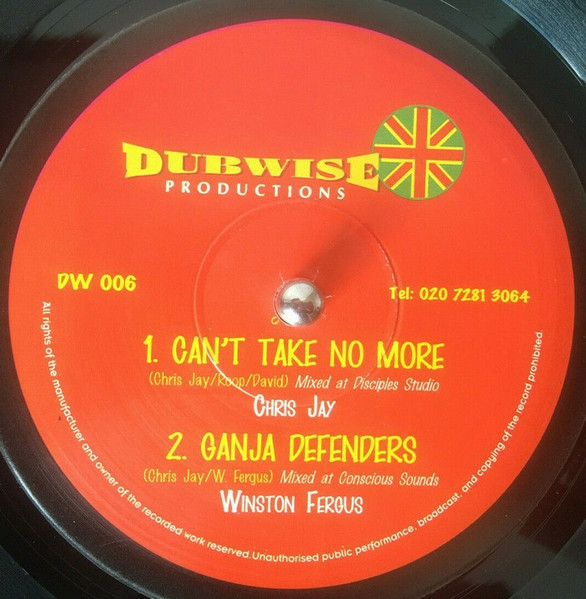 DUBWISE
PRODUCTIONS
DW 006
Tel: 020 7281 3064
1. CAN'T TAKE NO MORE
(Chris Jay/Roop/David) Mixed at Disciples Studio
CHRIS JAY
2. GANJA DEFENDERS
(Chris Jay/W. Fergus) Mixed at Conscious Sounds
WINSTON FERGUS
All rights of the manufacturer and owner of the recorded work reserved.Unauthorised public performance, broadcast, and copying of the record prohibited.